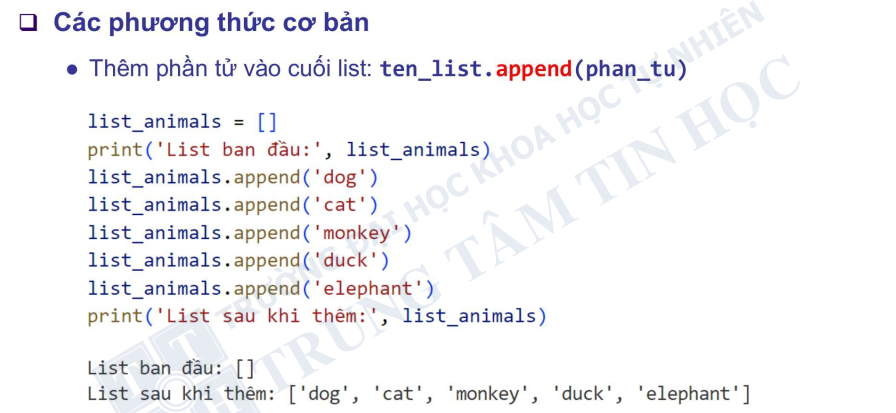 Các phương thức cơ bản
Thêm phần tử vào cuối list: ten_list.append(phan_tu)
list_animals = []
print('List ban đầu:', list_animals)
list_animals.append('dog')
list_animals.append('cat')
list_animals.append('monkey')
list_animals.append('duck')
list_animals.append('elephant')
print('List sau khi thêm:', list_animals)
List ban đầu: []
List sau khi thêm: ['dog', 'cat', 'monkey', 'duck', 'elephant']
TRƯỜNG ĐẠI HỌC KHOA HỌC TỰ NHIÊN
TRUNG TÂM TIN HỌC